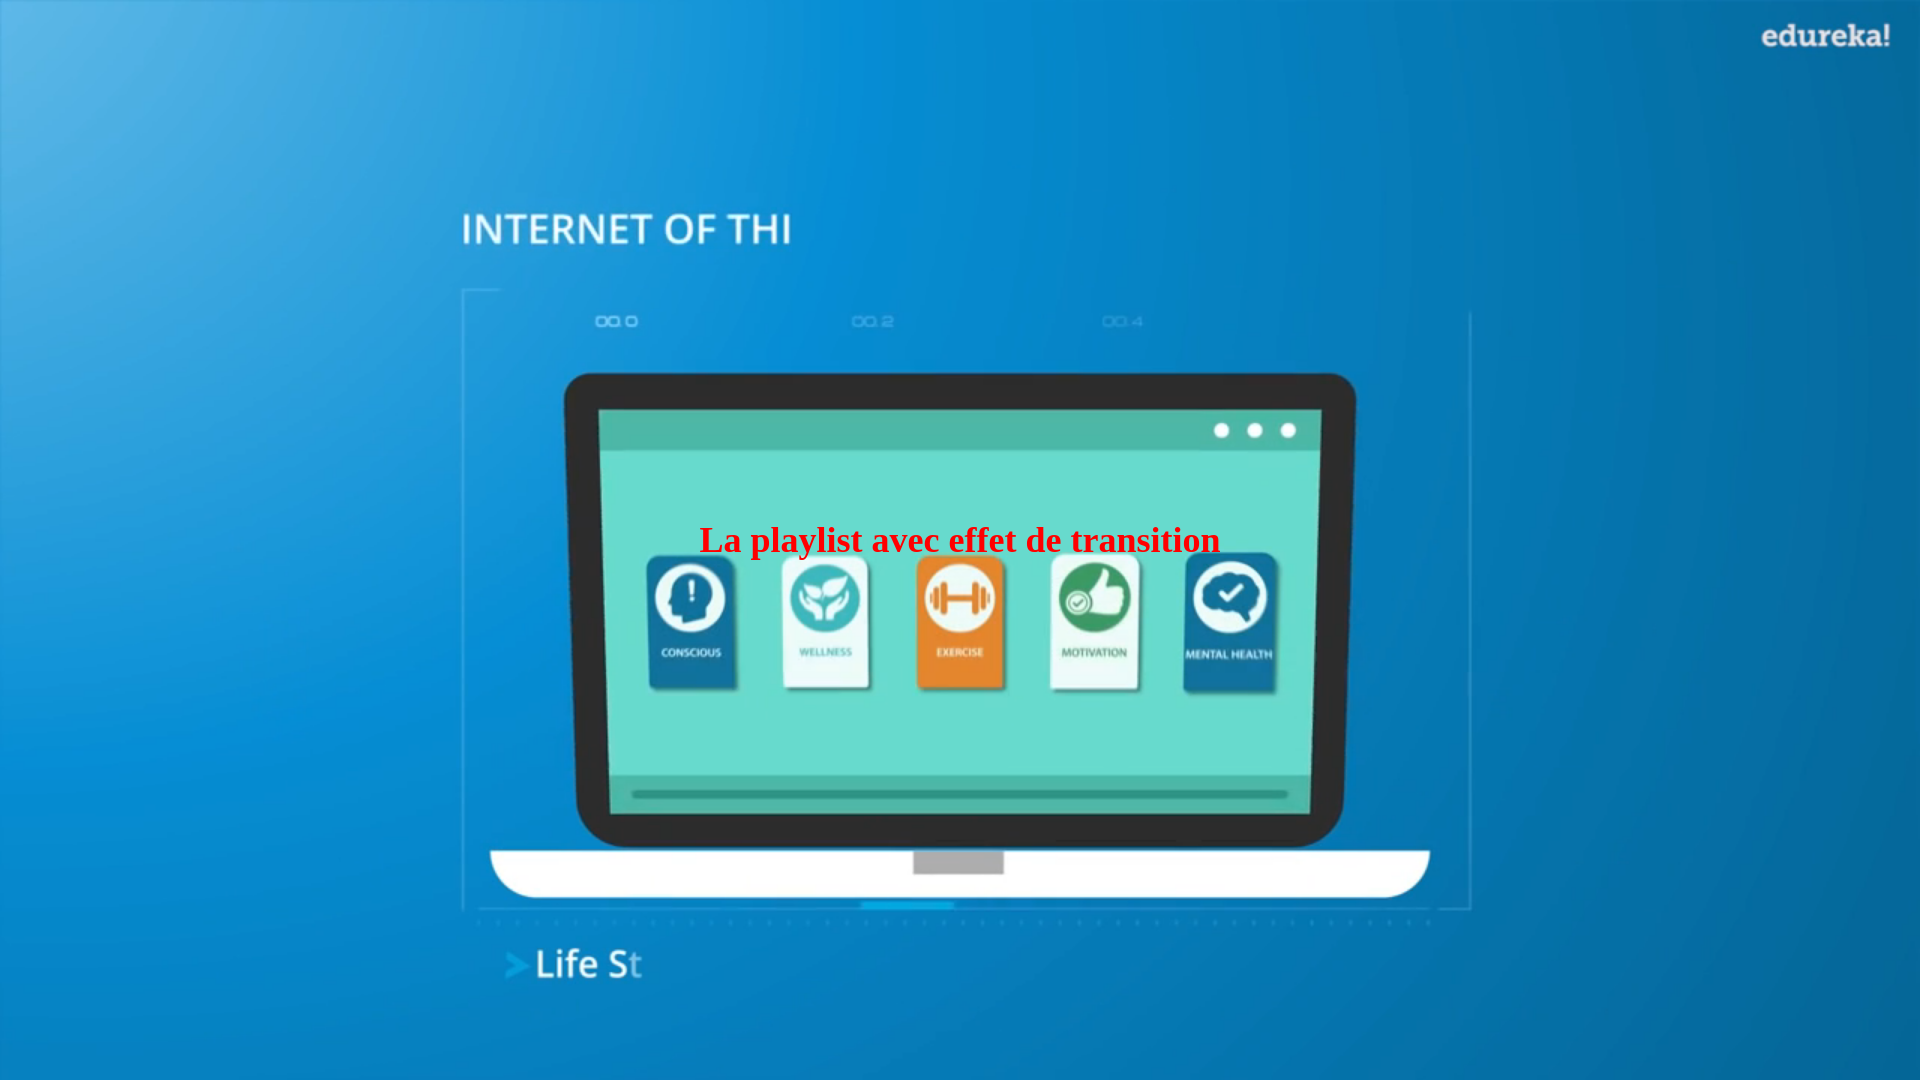 edureka!
INTERNET OF THI
00.0 00.2 00.4
La playlist avec effet de transition
CONSCIOUS WELLNESS EXERCISE MOTIVATION MENTAL HEALTH
> Life St